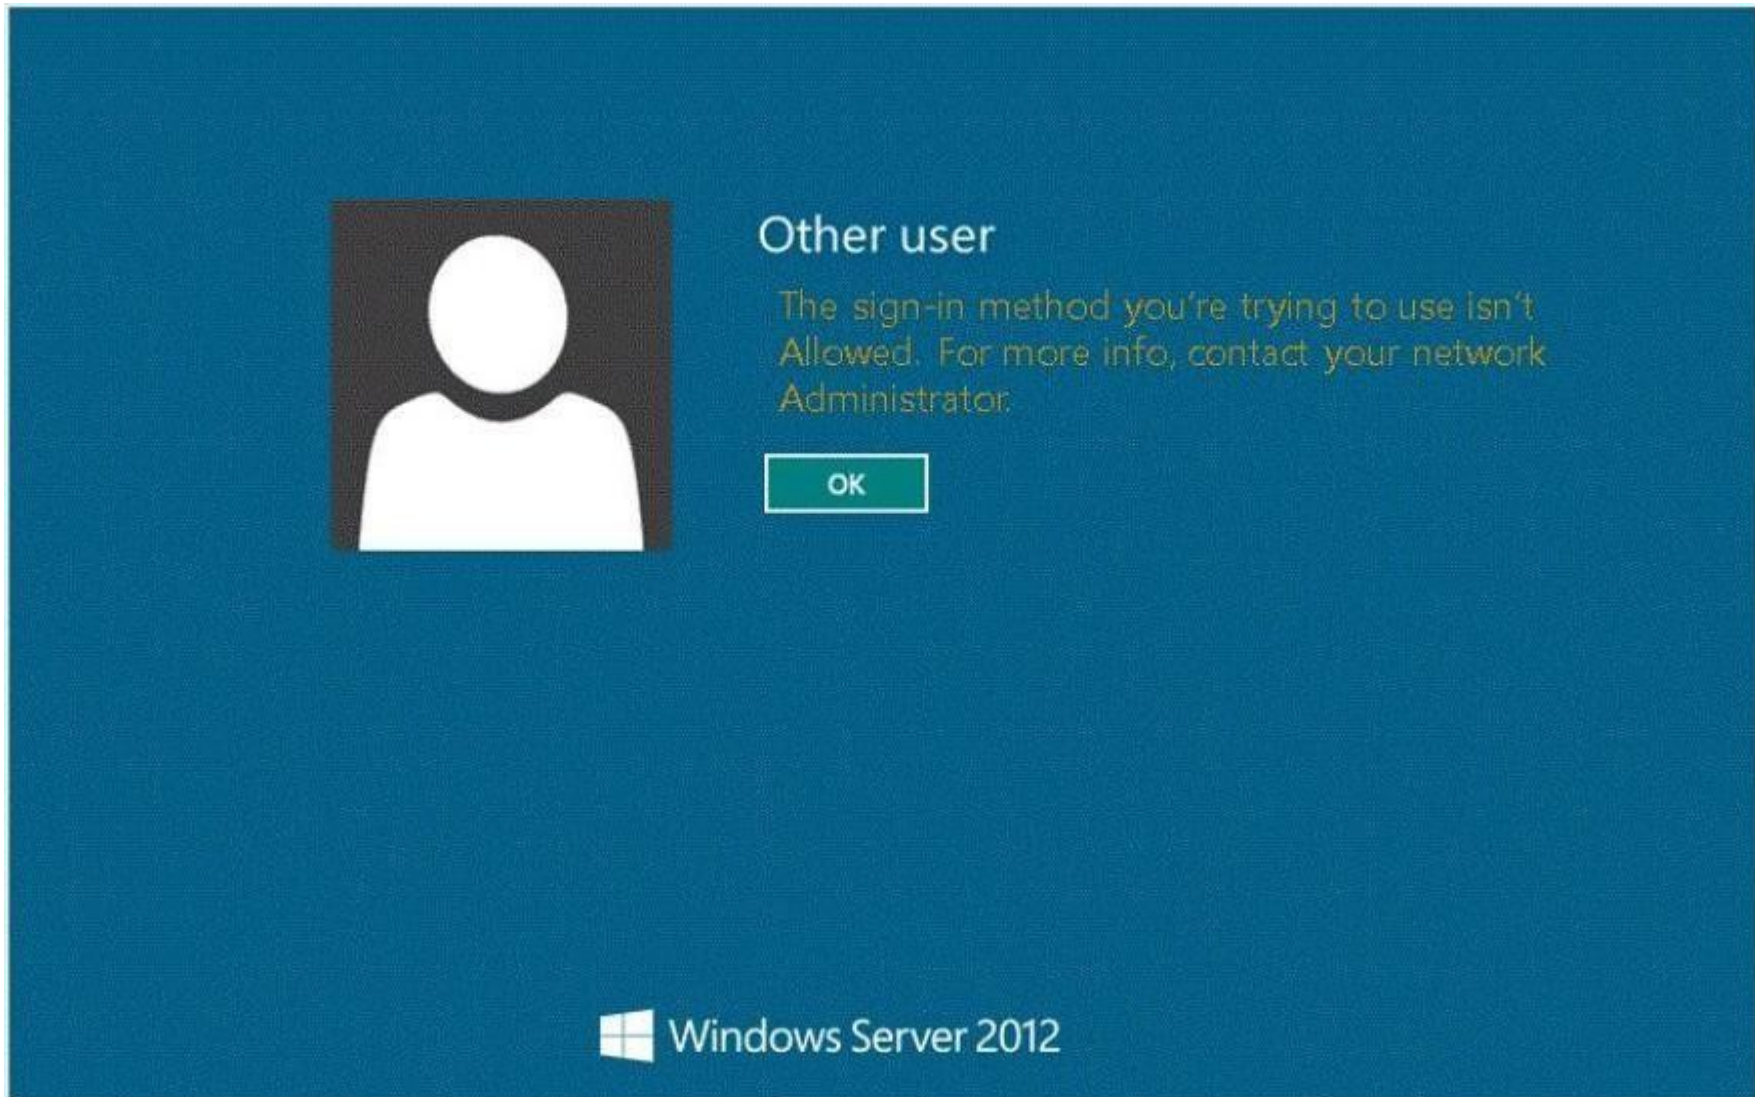 Other user
The sign-in method you're trying to use isn't
Allowed. For more info, contact your network
Administrator.
OK
Windows Server 2012